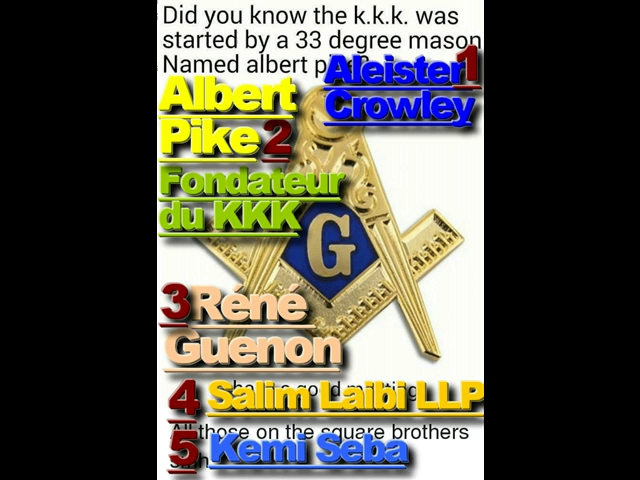 Did you know the k.k.k. was
started by a 33 degree mason
Named albert
Aleister 1
Crowley
Albert
Pike 2
Fondateur
du KKK
G
3 Réné
Guenon
4 Salim Laibi LLP
All those on the square brothers
5 Kemi Seba